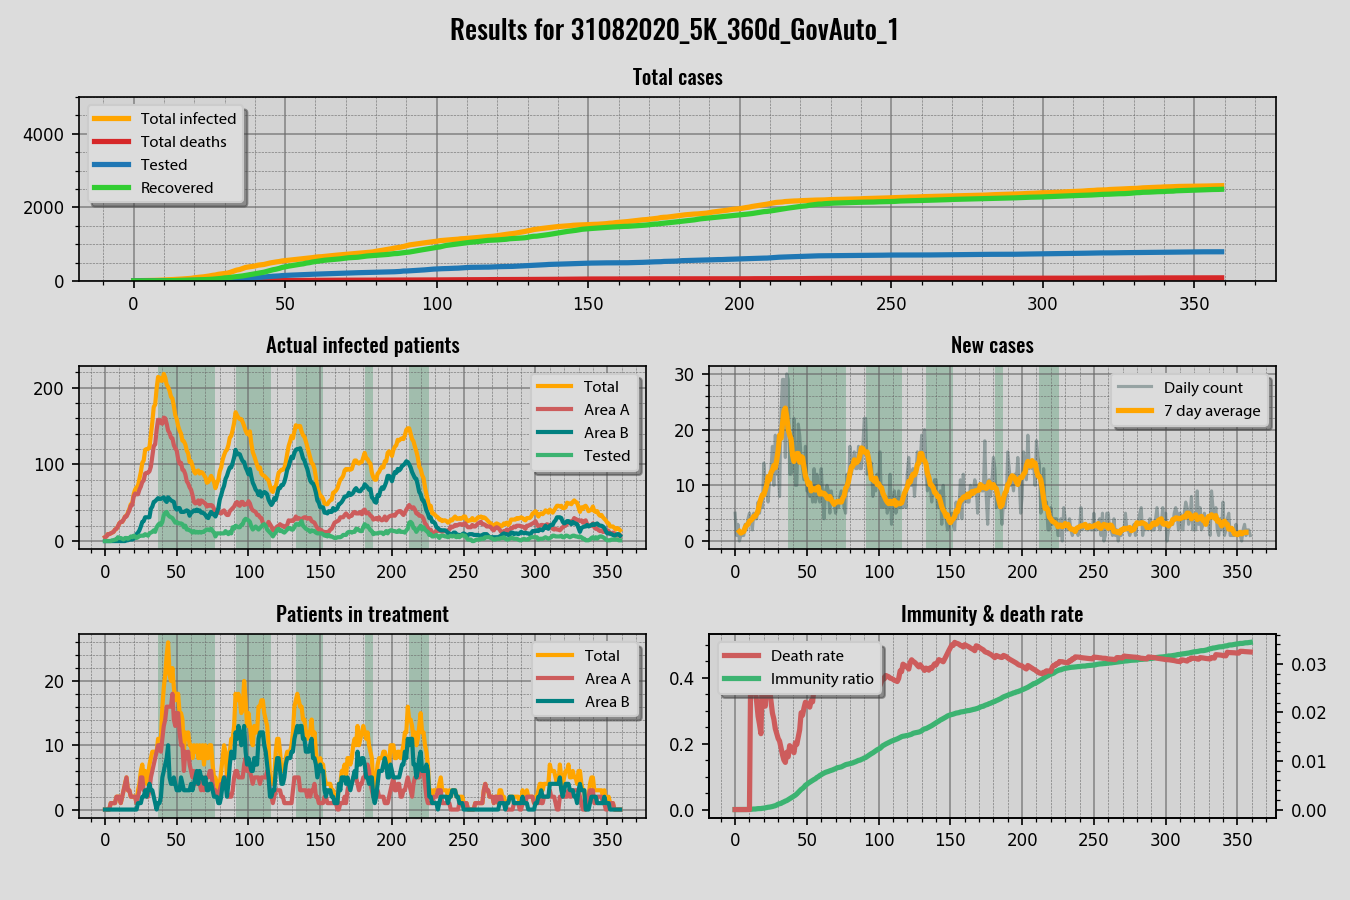 Results for 31082020_5K_360d_GovAuto_1
Total cases
Total infected
Total deaths
Tested
Recovered
4000
2000
0
0 50 100 150 200 250 300 350
Actual infected patients
Total
Area A
Area B
Tested
200
100
0
0 50 100 150 200 250 300 350
New cases
Daily count
7 day average
30
20
10
0
0 50 100 150 200 250 300 350
Patients in treatment
Total
Area A
Area B
20
10
0
0 50 100 150 200 250 300 350
Immunity & death rate
Death rate
Immunity ratio
0.4
0.2
0.0
0.03
0.02
0.01
0.00
0 50 100 150 200 250 300 350